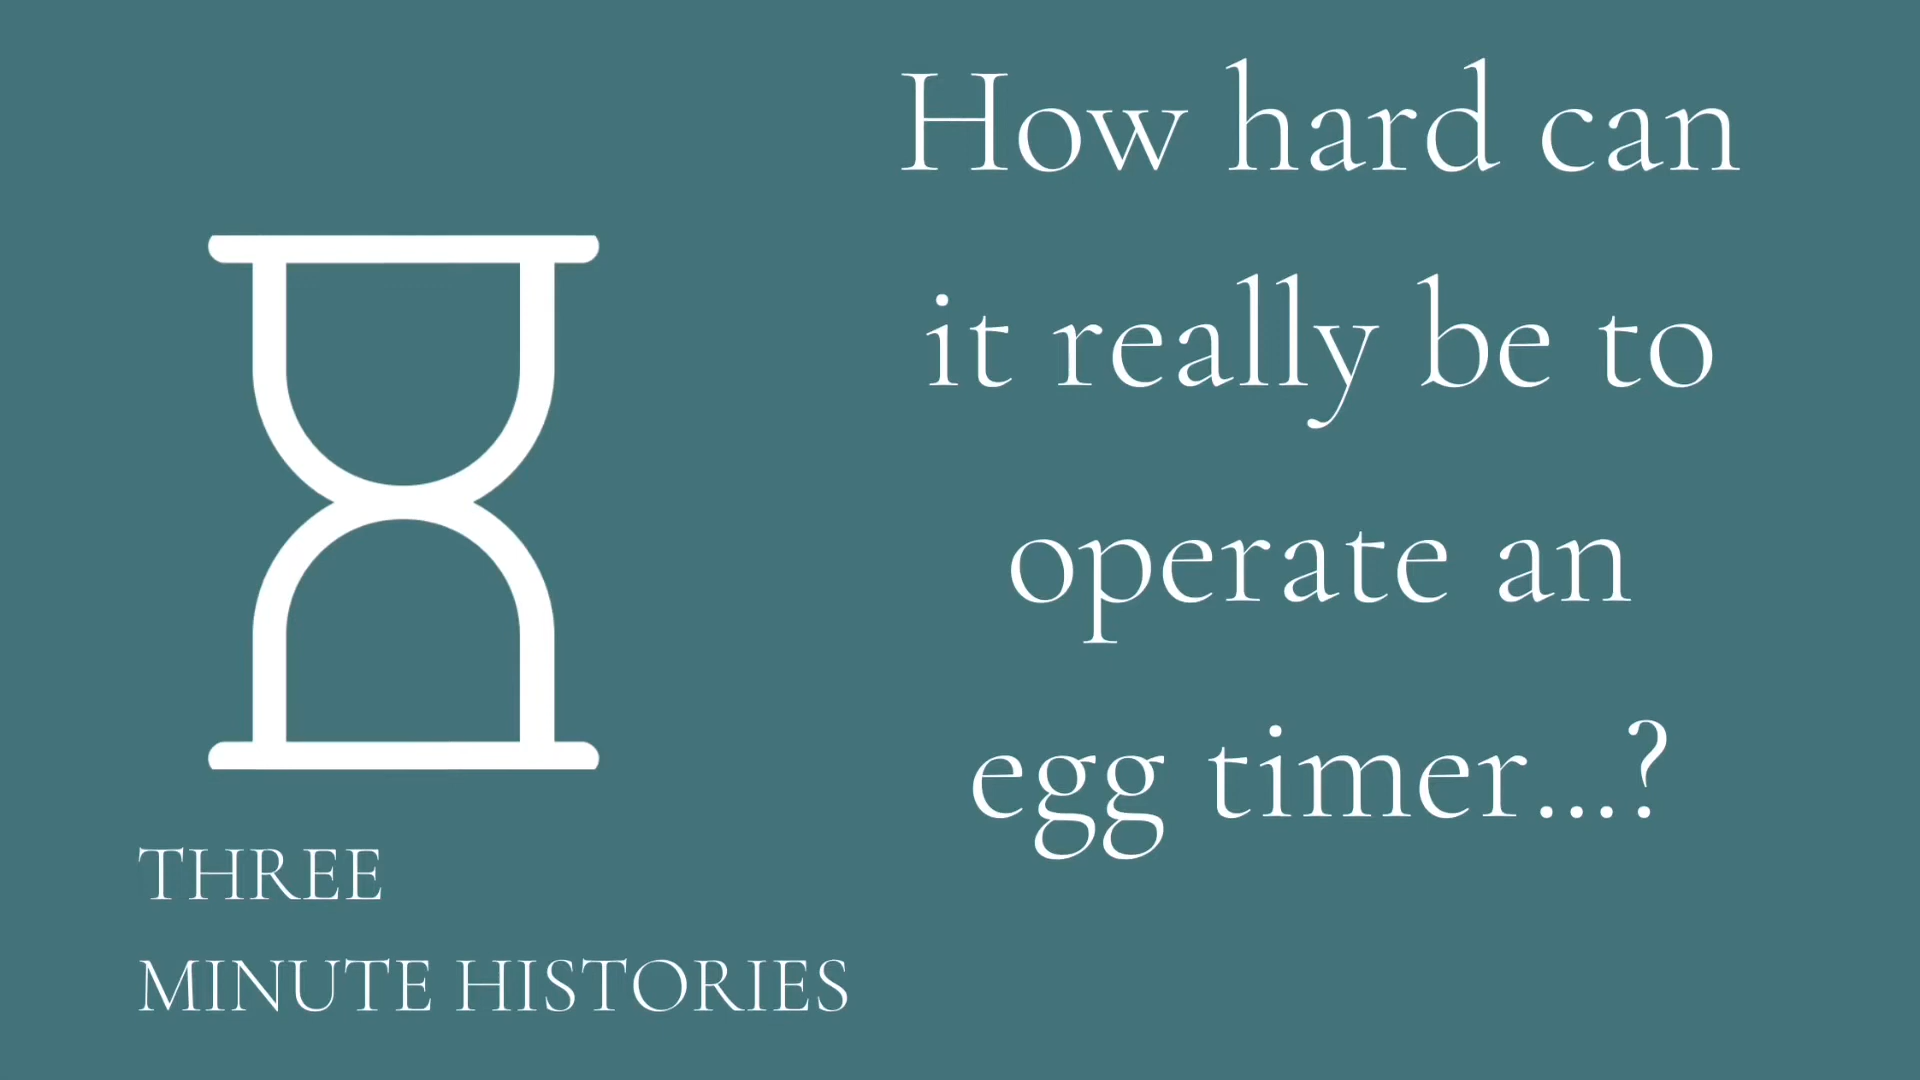 How hard can
it really be to
operate an
egg timer...?
THREE
MINUTE HISTORIES